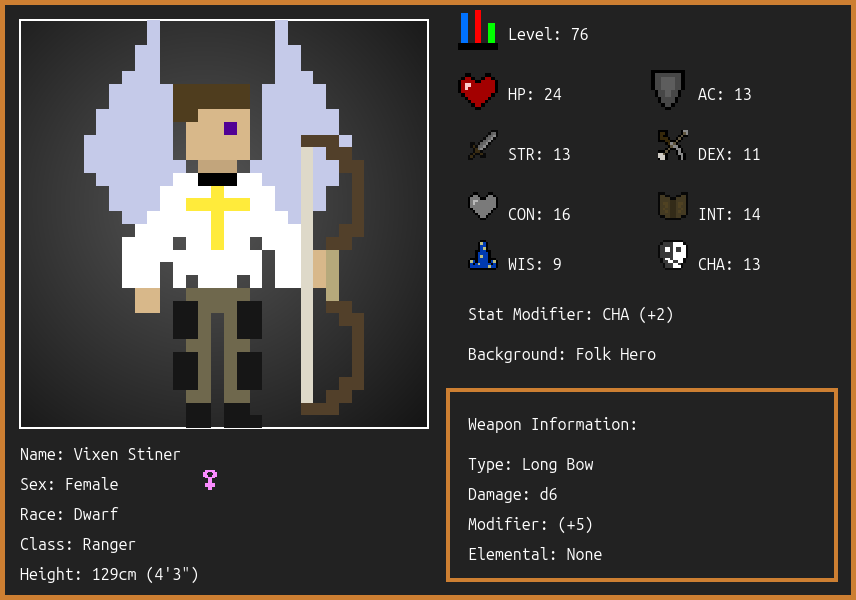 Level: 76
HP: 24
AC: 13
STR: 13
DEX: 11
CON: 16
INT: 14
WIS: 9
CHA: 13
Stat Modifier: CHA (+2)
Background: Folk Hero
Weapon Information:
Type: Long Bow
Damage: d6
Modifier: (+5)
Elemental: None
Name: Vixen Stiner
Sex: Female
Race: Dwarf
Class: Ranger
Height: 129cm (4'3")